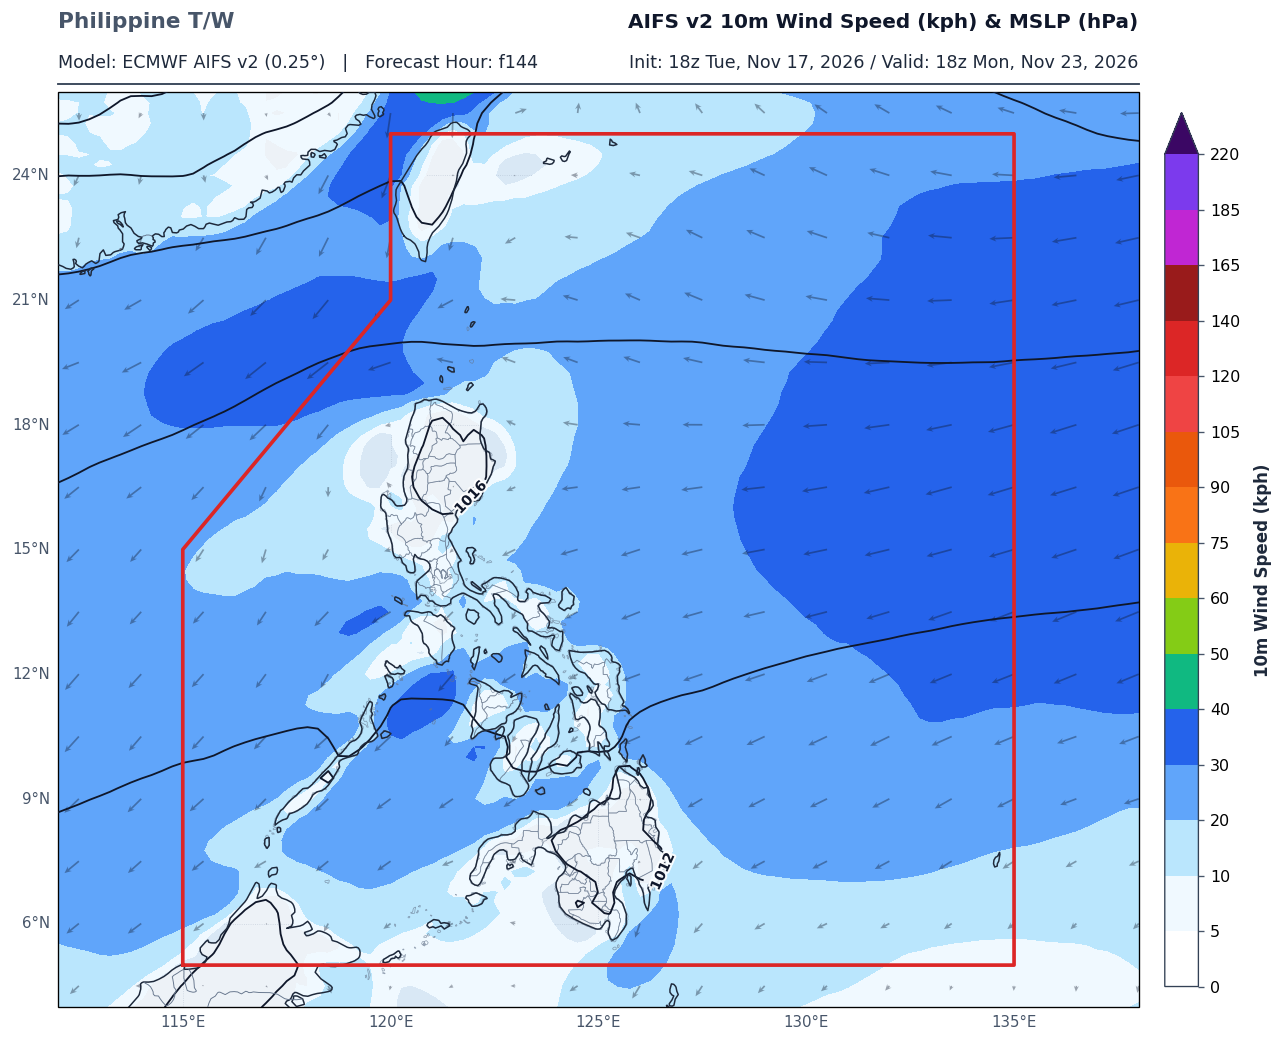 Philippine T/W
AIFS v2 10m Wind Speed (kph) & MSLP (hPa)
Model: ECMWF AIFS v2 (0.25°)   |   Forecast Hour: f144
Init: 18z Tue, Nov 17, 2026 / Valid: 18z Mon, Nov 23, 2026
24°N
21°N
18°N
15°N
12°N
9°N
6°N
115°E
120°E
125°E
130°E
135°E
1016
1012
220
185
165
140
120
105
90
75
60
50
40
30
20
10
5
0
10m Wind Speed (kph)